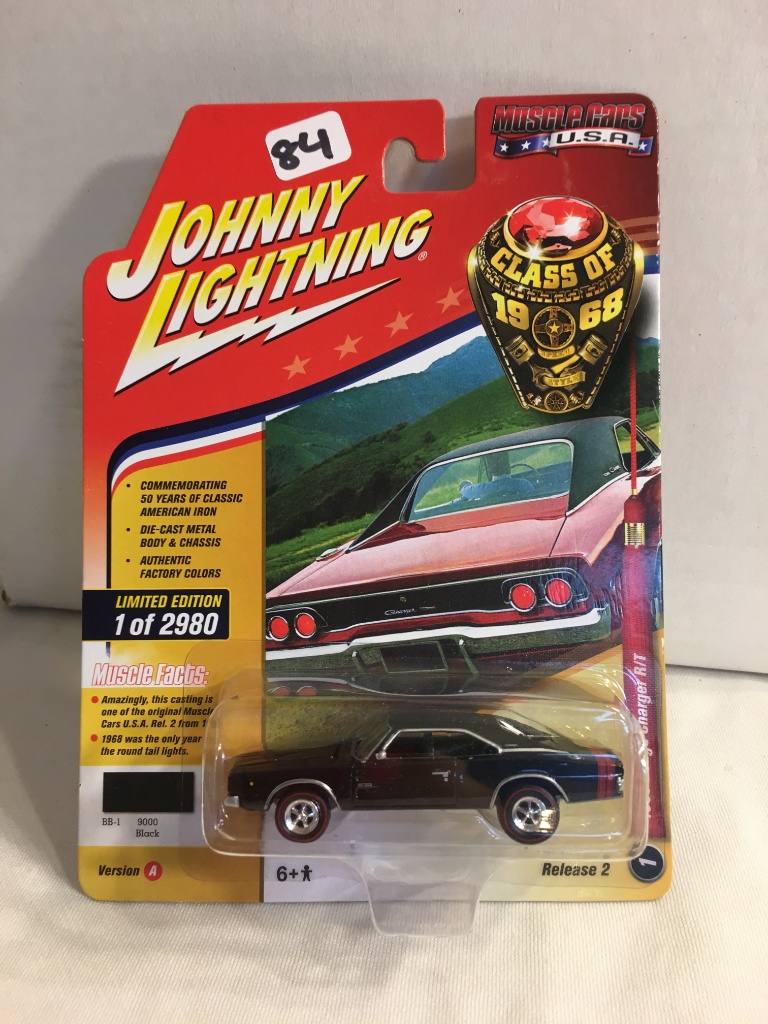 84
Muscle Cars
U.S.A.
JOHNNY
LIGHTNING®
CLASS OF
1968
• COMMEMORATING
50 YEARS OF CLASSIC
AMERICAN IRON
• DIE-CAST METAL
BODY & CHASSIS
• AUTHENTIC
FACTORY COLORS
LIMITED EDITION
1 of 2980
Charger
Muscle Facts:
• Amazingly, this casting is
one of the original Muscle
Cars U.S.A. Rel. 2 from 1
• 1968 was the only year
the round tail lights.
Charger R/T
BB-1 9000
Black
Version A
6+
Release 2
1